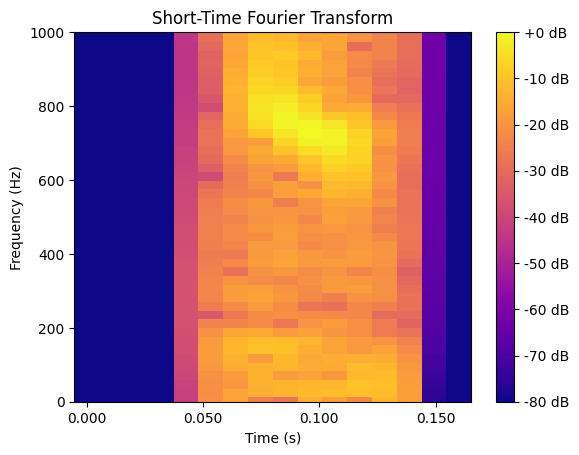 Short-Time Fourier Transform
1000
800
600
400
200
0
Frequency (Hz)
0.000
0.050
0.100
0.150
Time (s)
+0 dB
-10 dB
-20 dB
-30 dB
-40 dB
-50 dB
-60 dB
-70 dB
-80 dB